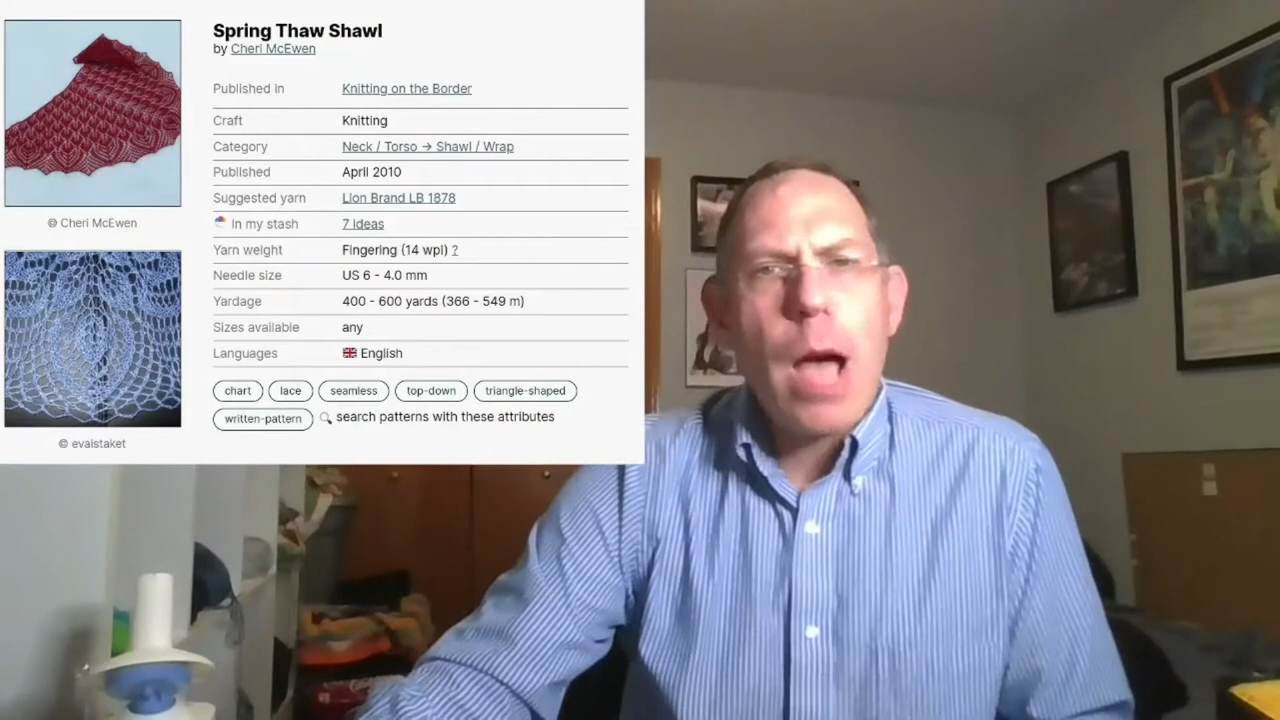 Spring Thaw Shawl
by Cheri McEwen
Published in Knitting on the Border
Craft Knitting
Category Neck / Torso → Shawl / Wrap
Published April 2010
Suggested yarn Lion Brand LB 1878
In my stash 7 ideas
Yarn weight Fingering (14 wpi) ?
Needle size US 6 - 4.0 mm
Yardage 400 - 600 yards (366 - 549 m)
Sizes available any
Languages English
chart lace seamless top-down triangle-shaped
written-pattern search patterns with these attributes
© Cheri McEwen
© evalstaket